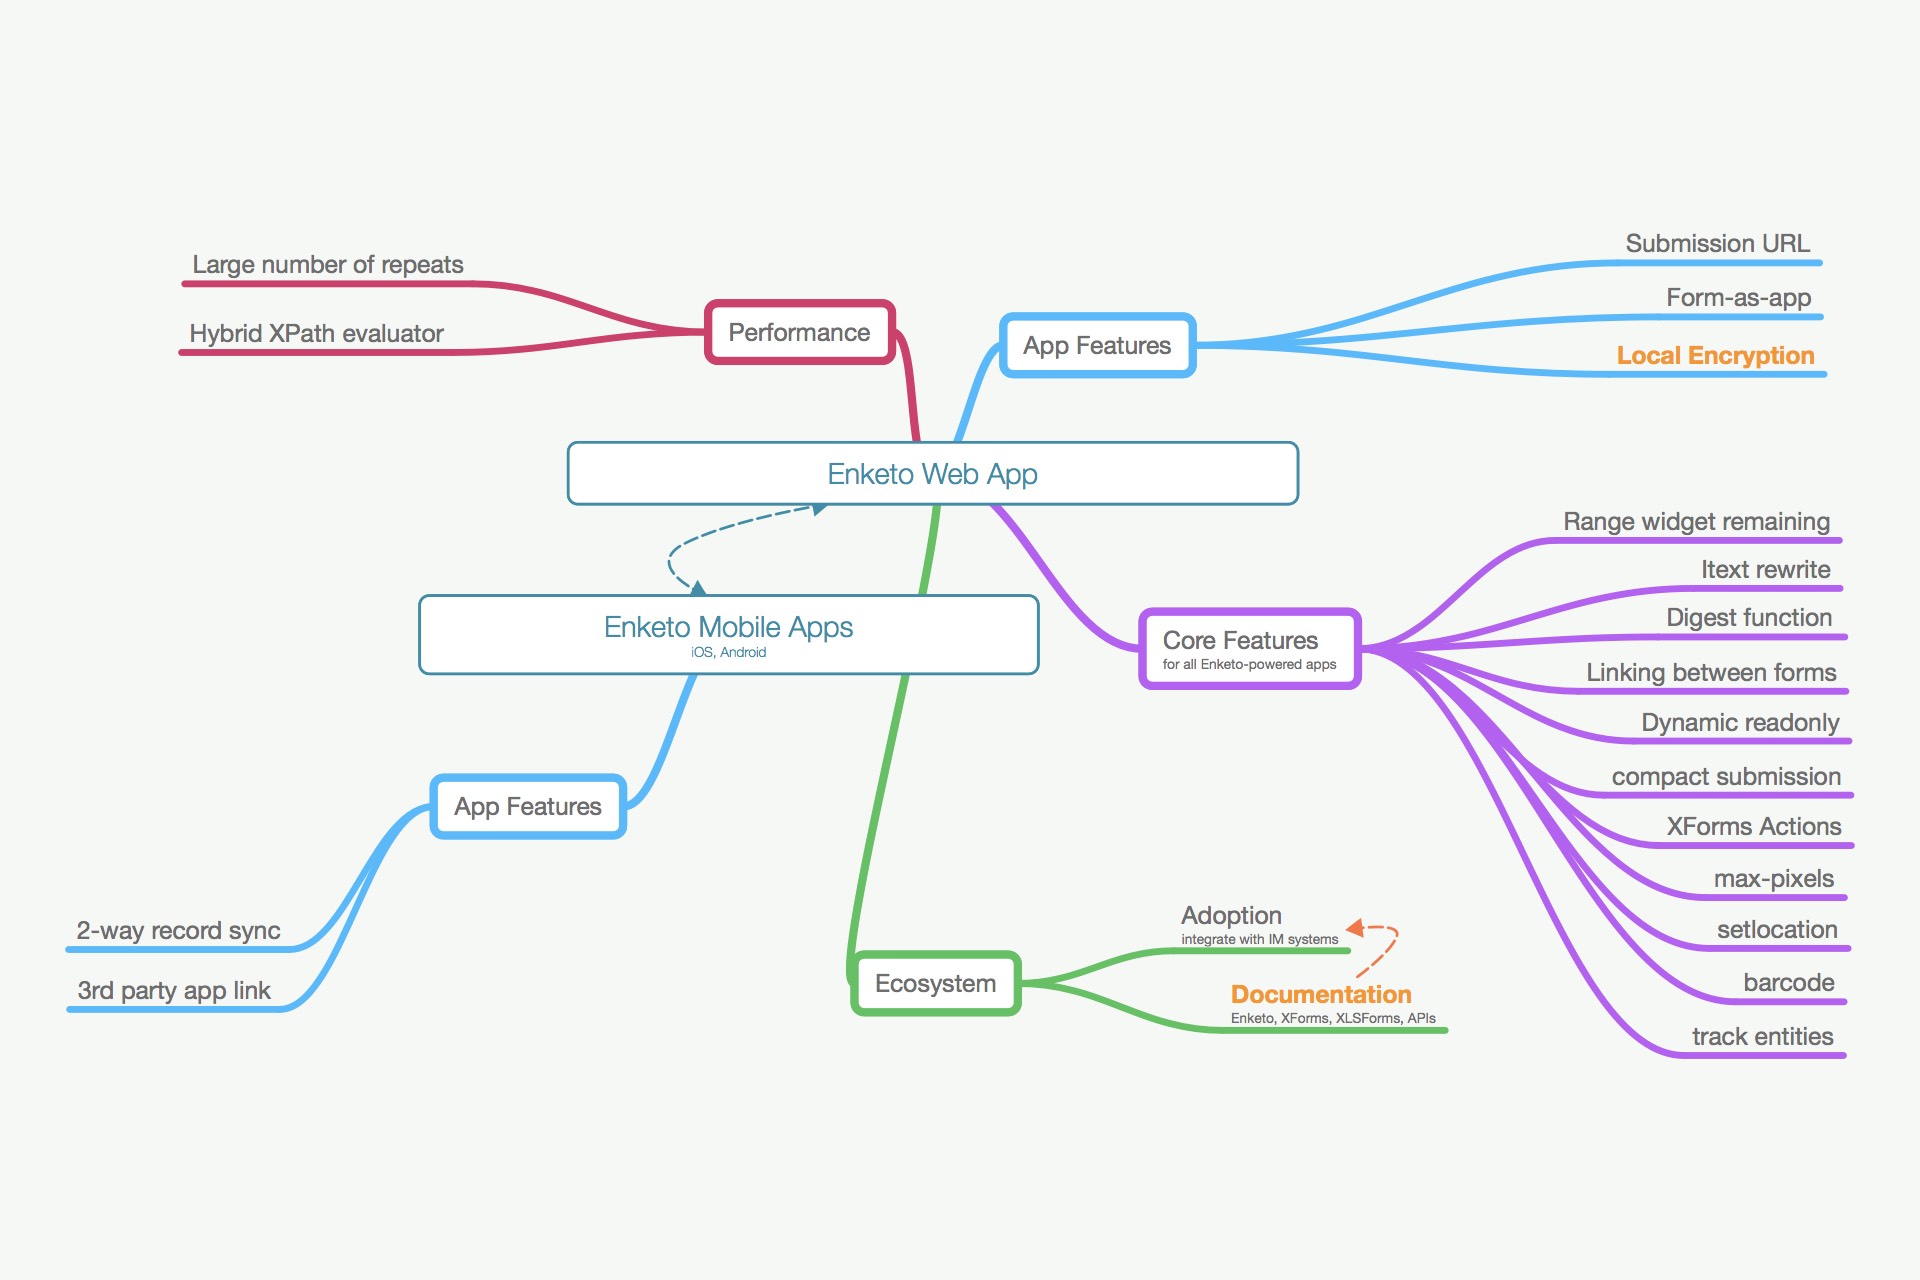 Large number of repeats
Hybrid XPath evaluator
Performance
App Features
Submission URL
Form-as-app
Local Encryption
Enketo Web App
Enketo Mobile Apps
iOS, Android
Core Features
for all Enketo-powered apps
Range widget remaining
Itext rewrite
Digest function
Linking between forms
Dynamic readonly
compact submission
XForms Actions
max-pixels
setlocation
barcode
track entities
App Features
2-way record sync
3rd party app link
Ecosystem
Adoption
integrate with IM systems
Documentation
Enketo, XForms, XLSForms, APIs